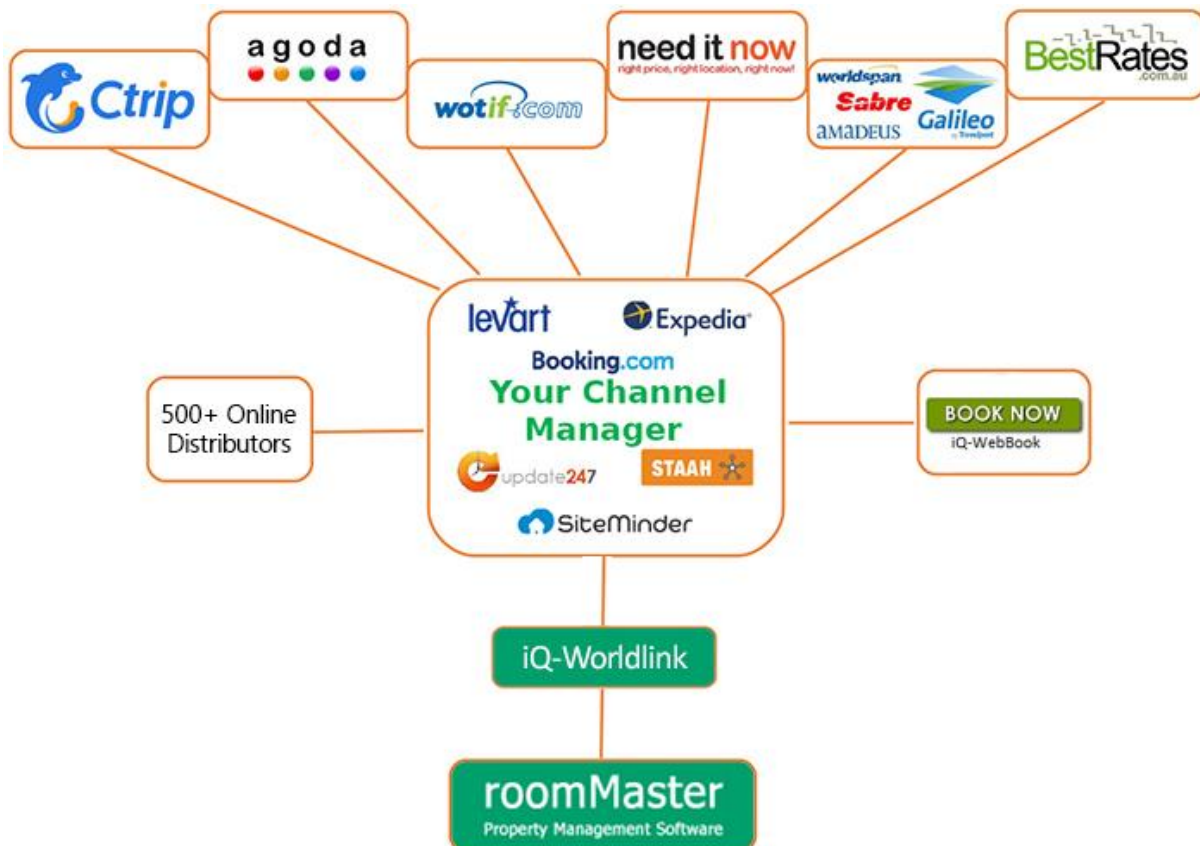 Ctrip
agoda
wotif.com
need it now
right price, right location, right now!
worldspan
Sabre
AMADEUS
Galileo
by Travelport
BestRates
.com.au
levart
Expedia®
Booking.com
Your Channel
Manager
update247
STAAH
SiteMinder
500+ Online
Distributors
BOOK NOW
iQ-WebBook
iQ-Worldlink
roomMaster
Property Management Software